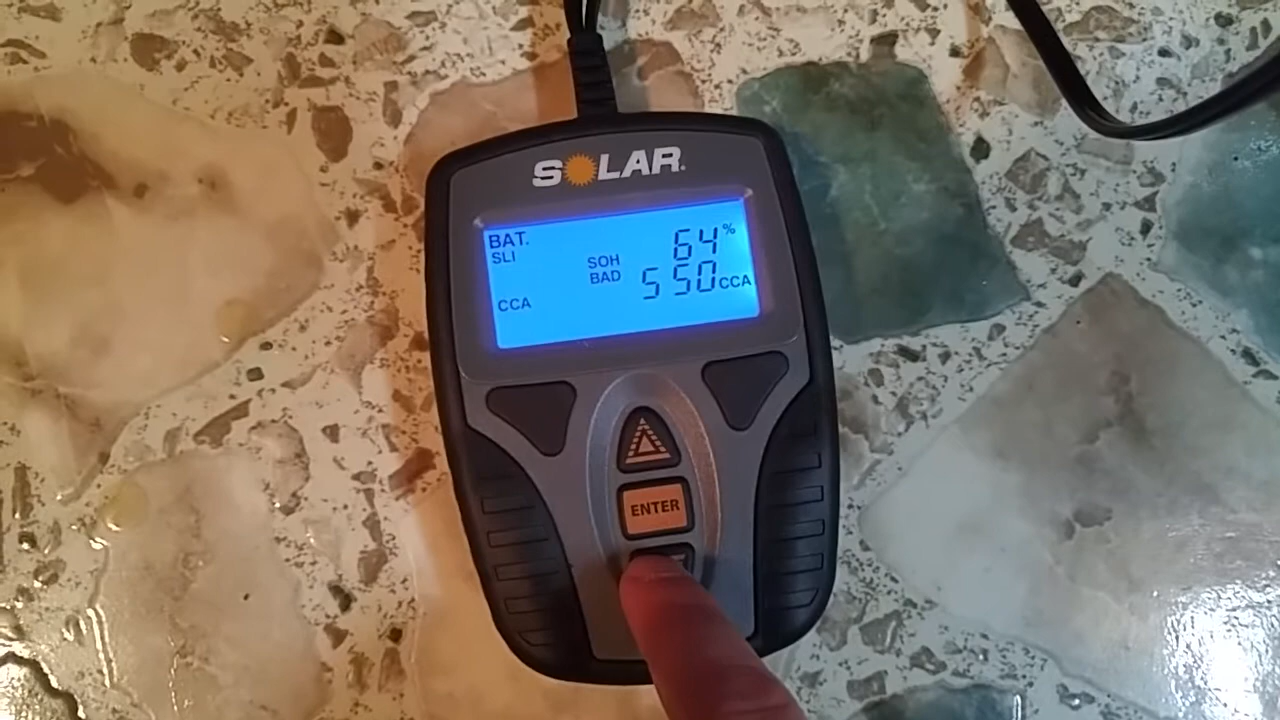 SOLAR
BAT.
SLI
SOH 64%
BAD 550 CCA
CCA
ENTER